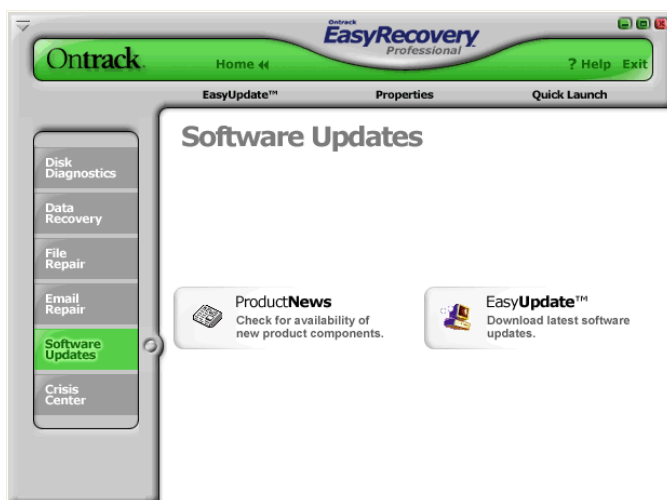 Ontrack
EasyRecovery
Professional
Ontrack
Home
? Help Exit
EasyUpdate™ Properties Quick Launch
Software Updates
Disk
Diagnostics
Data
Recovery
File
Repair
Email
Repair
Software
Updates
Crisis
Center
ProductNews
Check for availability of
new product components.
EasyUpdate™
Download latest software
updates.